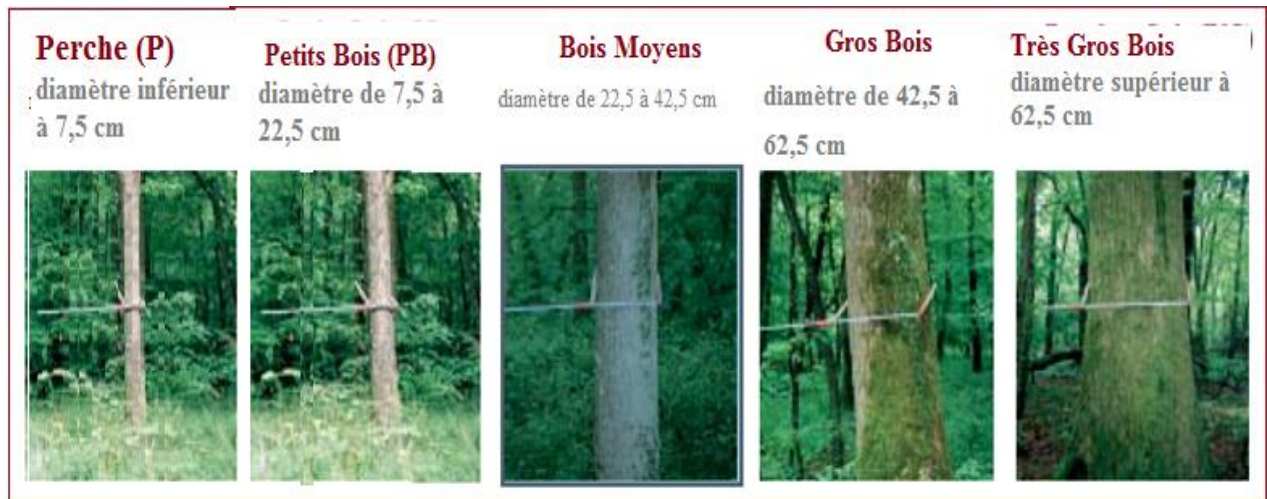 Perche (P)
diamètre inférieur
à 7,5 cm
Petits Bois (PB)
diamètre de 7,5 à
22,5 cm
Bois Moyens
diamètre de 22,5 à 42,5 cm
Gros Bois
diamètre de 42,5 à
62,5 cm
Très Gros Bois
diamètre supérieur à
62,5 cm